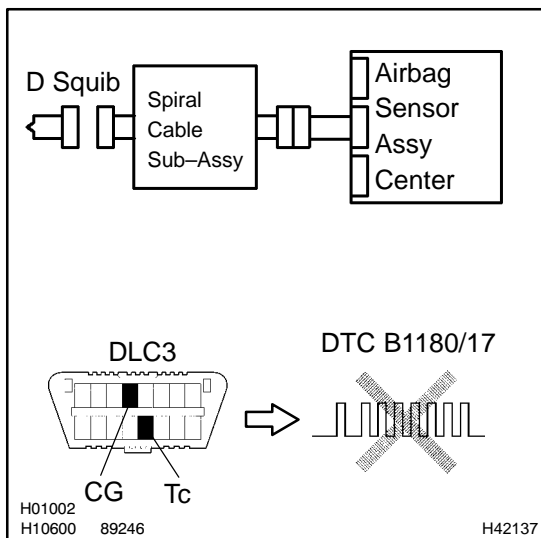 D Squib
Spiral
Cable
Sub–Assy
Airbag
Sensor
Assy
Center
DLC3
DTC B1180/17
CG
Tc
H01002
H10600 89246
H42137